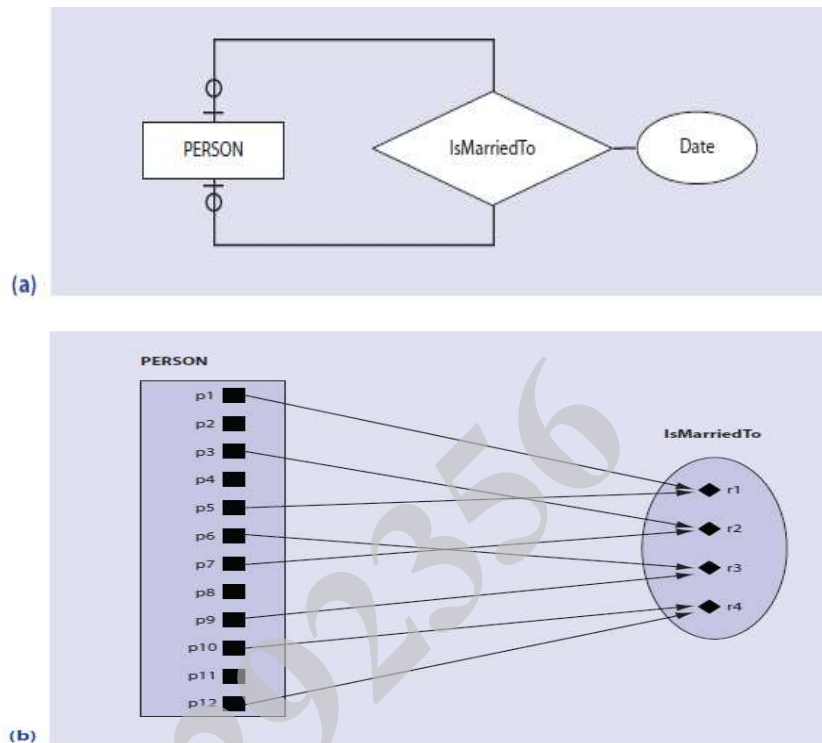 PERSON
IsMarriedTo
Date
(a)
PERSON
p1
p2
p3
p4
p5
p6
p7
p8
p9
p10
p11
p12
IsMarriedTo
r1
r2
r3
r4
(b)
92356